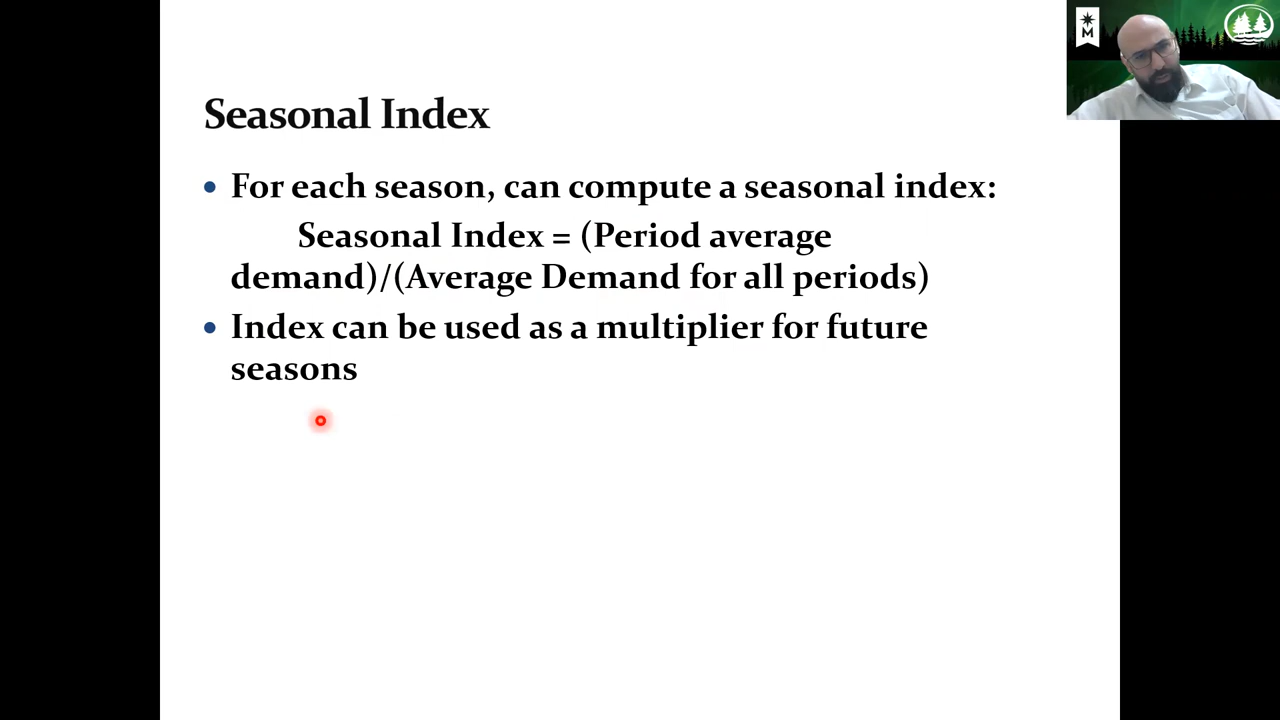 Seasonal Index
• For each season, can compute a seasonal index:
Seasonal Index = (Period average
demand)/(Average Demand for all periods)
• Index can be used as a multiplier for future
seasons
M